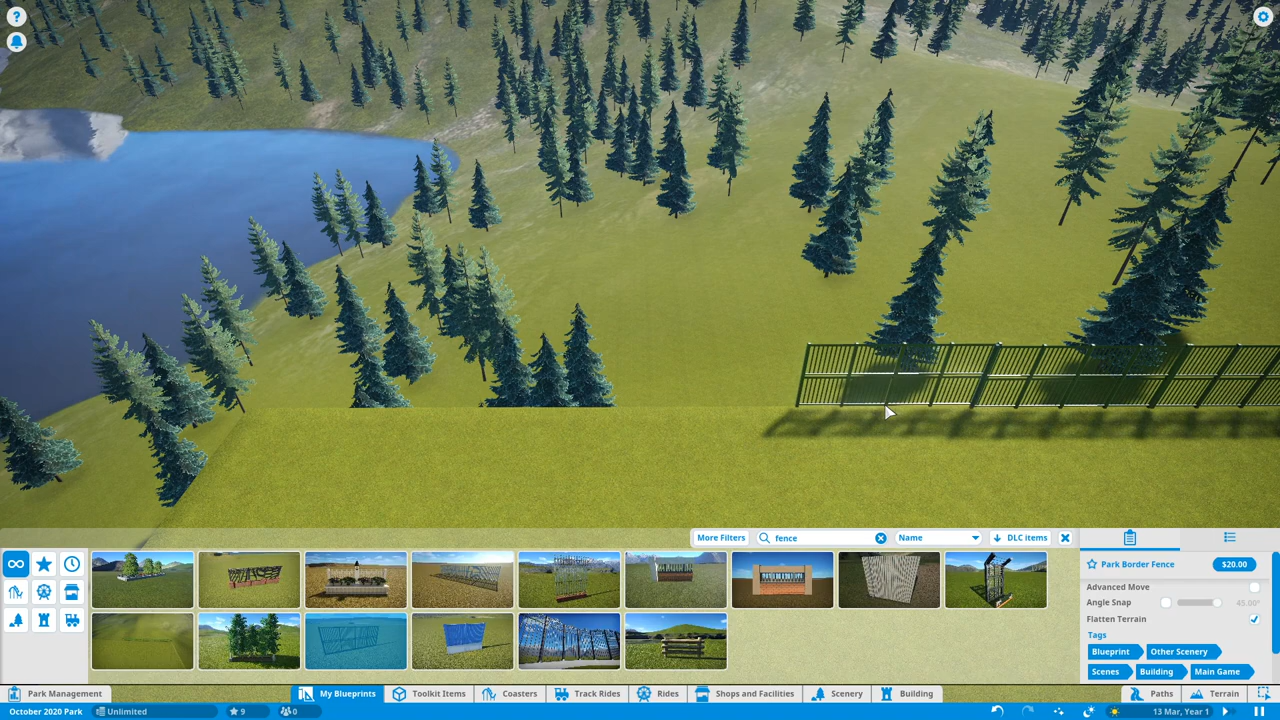 More Filters
fence
Name
DLC items
Park Border Fence
$20.00
Advanced Move
Angle Snap
45.00°
Flatten Terrain
Tags
Blueprint
Other Scenery
Scenes
Building
Main Game
Park Management
My Blueprints
Toolkit Items
Coasters
Track Rides
Rides
Shops and Facilities
Scenery
Building
Paths
Terrain
October 2020 Park
Unlimited
9
0
13 Mar, Year 1